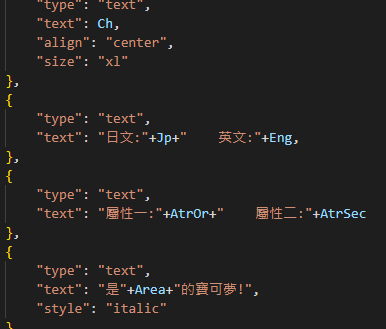 "type": "text",
"text": Ch,
"align": "center",
"size": "xl"
},
{
"type": "text",
"text": "日文:"+Jp+"    英文:"+Eng,
},
{
"type": "text",
"text": "屬性一:"+AtrOr+"    屬性二:"+AtrSec
},
{
"type": "text",
"text": "是"+Area+"的寶可夢!",
"style": "italic"
}